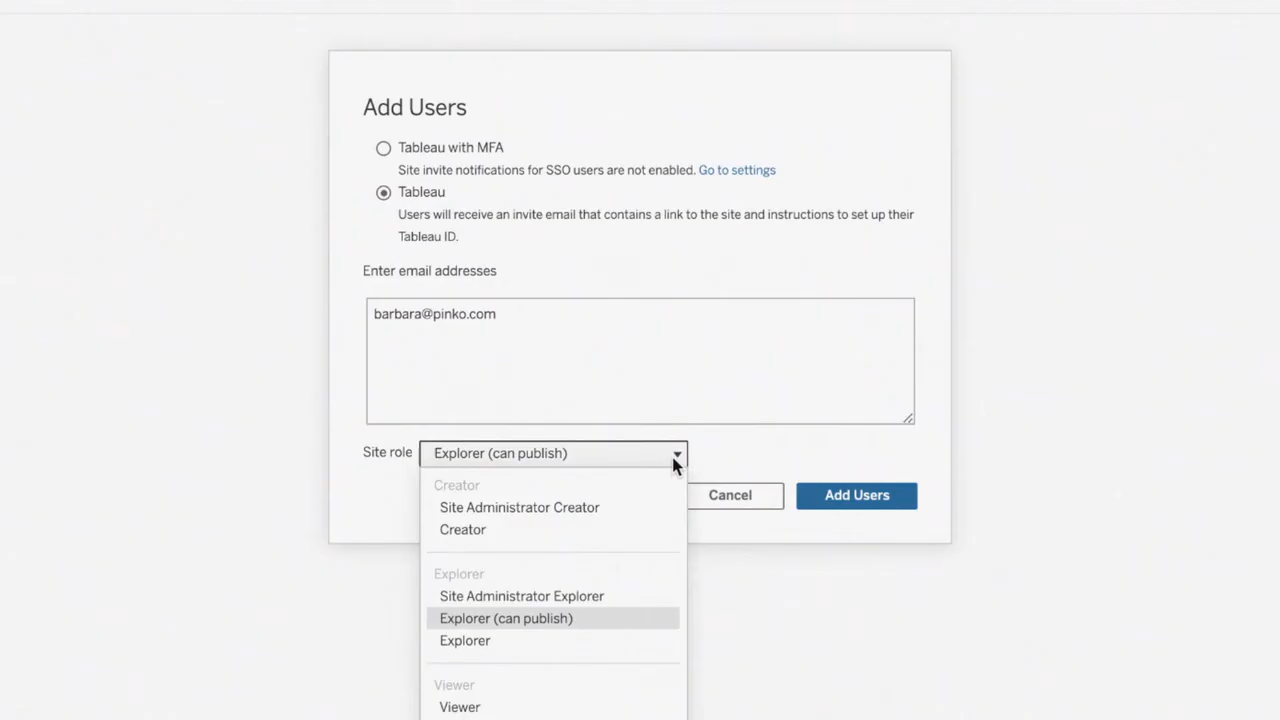 Add Users
Tableau with MFA
Site invite notifications for SSO users are not enabled. Go to settings
Tableau
Users will receive an invite email that contains a link to the site and instructions to set up their
Tableau ID.
Enter email addresses
barbara@pinko.com
Site role Explorer (can publish)
Creator
Site Administrator Creator
Creator
Explorer
Site Administrator Explorer
Explorer (can publish)
Explorer
Viewer
Viewer
Cancel
Add Users